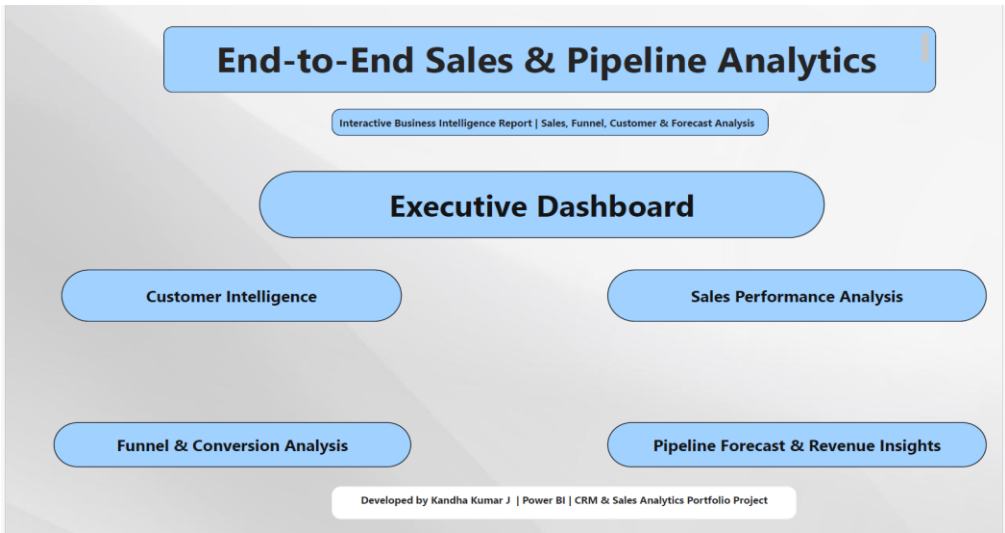 End-to-End Sales & Pipeline Analytics
Interactive Business Intelligence Report | Sales, Funnel, Customer & Forecast Analysis
Executive Dashboard
Customer Intelligence
Sales Performance Analysis
Funnel & Conversion Analysis
Pipeline Forecast & Revenue Insights
Developed by Kandha Kumar J | Power BI | CRM & Sales Analytics Portfolio Project